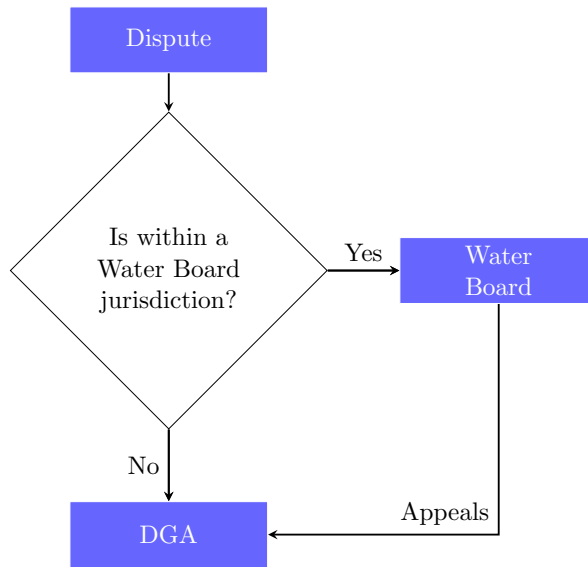 Dispute
Is within a
Water Board
jurisdiction?
Yes
Water
Board
No
Appeals
DGA